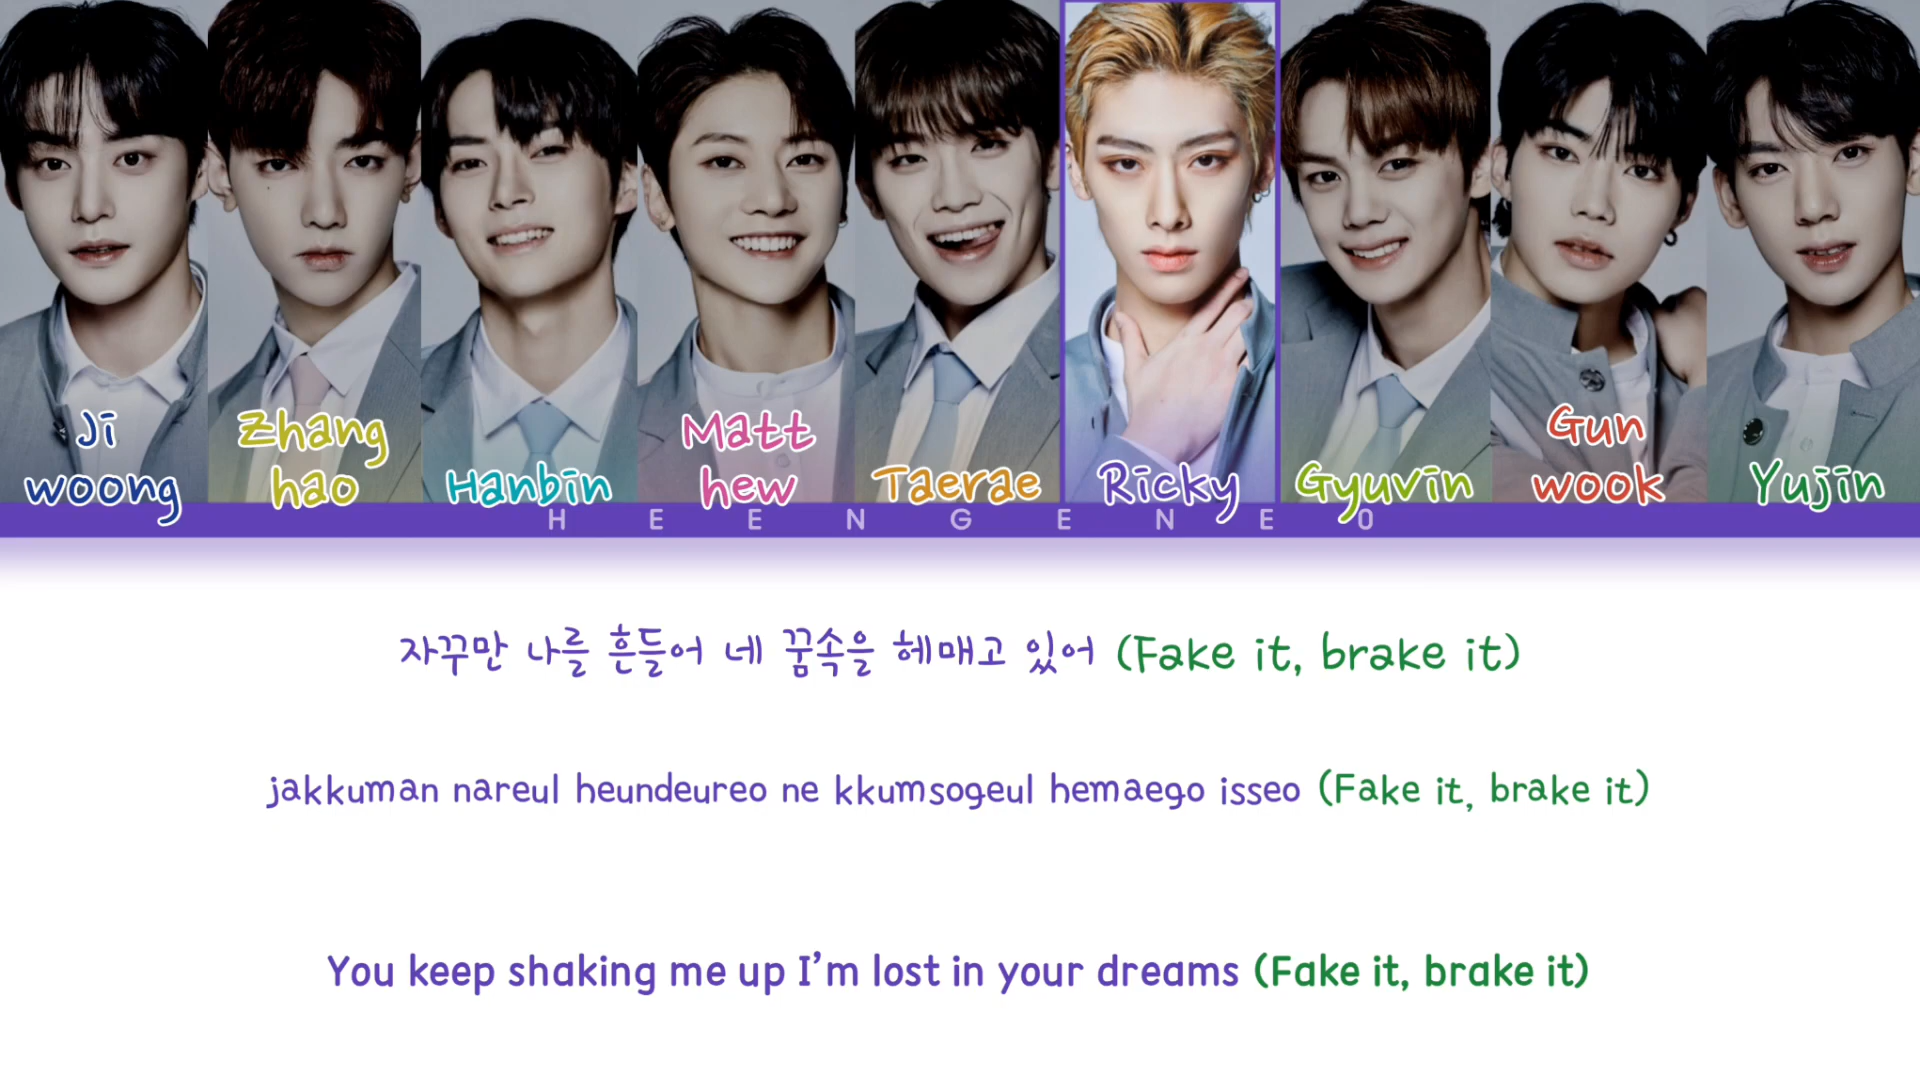 Ji
woong
Zhang
hao
Hanbin
Matt
hew
Taerae
Ricky
Gyuvin
Gun
wook
Yujin
HEENGENEO
자꾸만 나를 흔들어 네 꿈속을 헤매고 있어 (Fake it, brake it)
jakkuman nareul heundeureo ne kkumsogeul hemaego isseo (Fake it, brake it)
You keep shaking me up I’m lost in your dreams (Fake it, brake it)